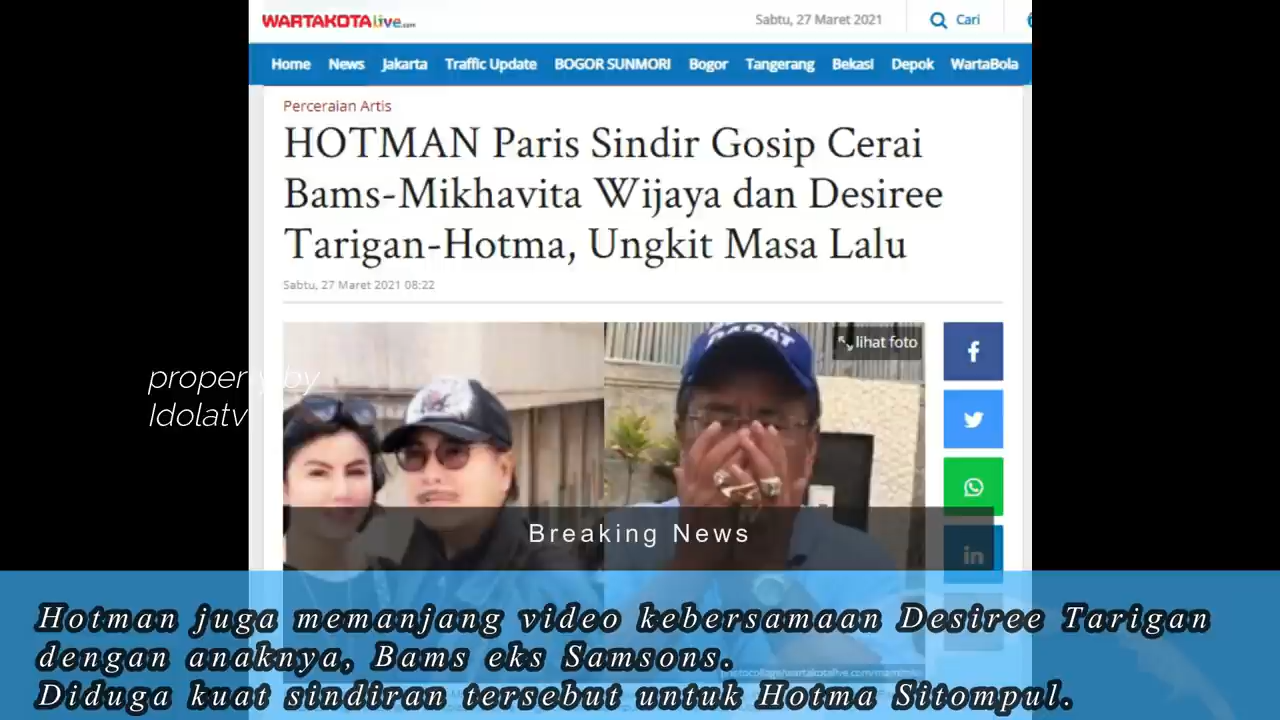 WARTAKOTAlive.com
Sabtu, 27 Maret 2021
Cari
Home News Jakarta Traffic Update BOGOR SUNMORI Bogor Tangerang Bekasi Depok WartaBola
Perceraian Artis
HOTMAN Paris Sindir Gosip Cerai
Bams-Mikhavita Wijaya dan Desiree
Tarigan-Hotma, Ungkit Masa Lalu
Sabtu, 27 Maret 2021 08:22
lihat foto
property by
Idolatv
Breaking News
Hotman juga memanjang video kebersamaan Desiree Tarigan
dengan anaknya, Bams eks Samsons.
Diduga kuat sindiran tersebut untuk Hotma Sitompul.